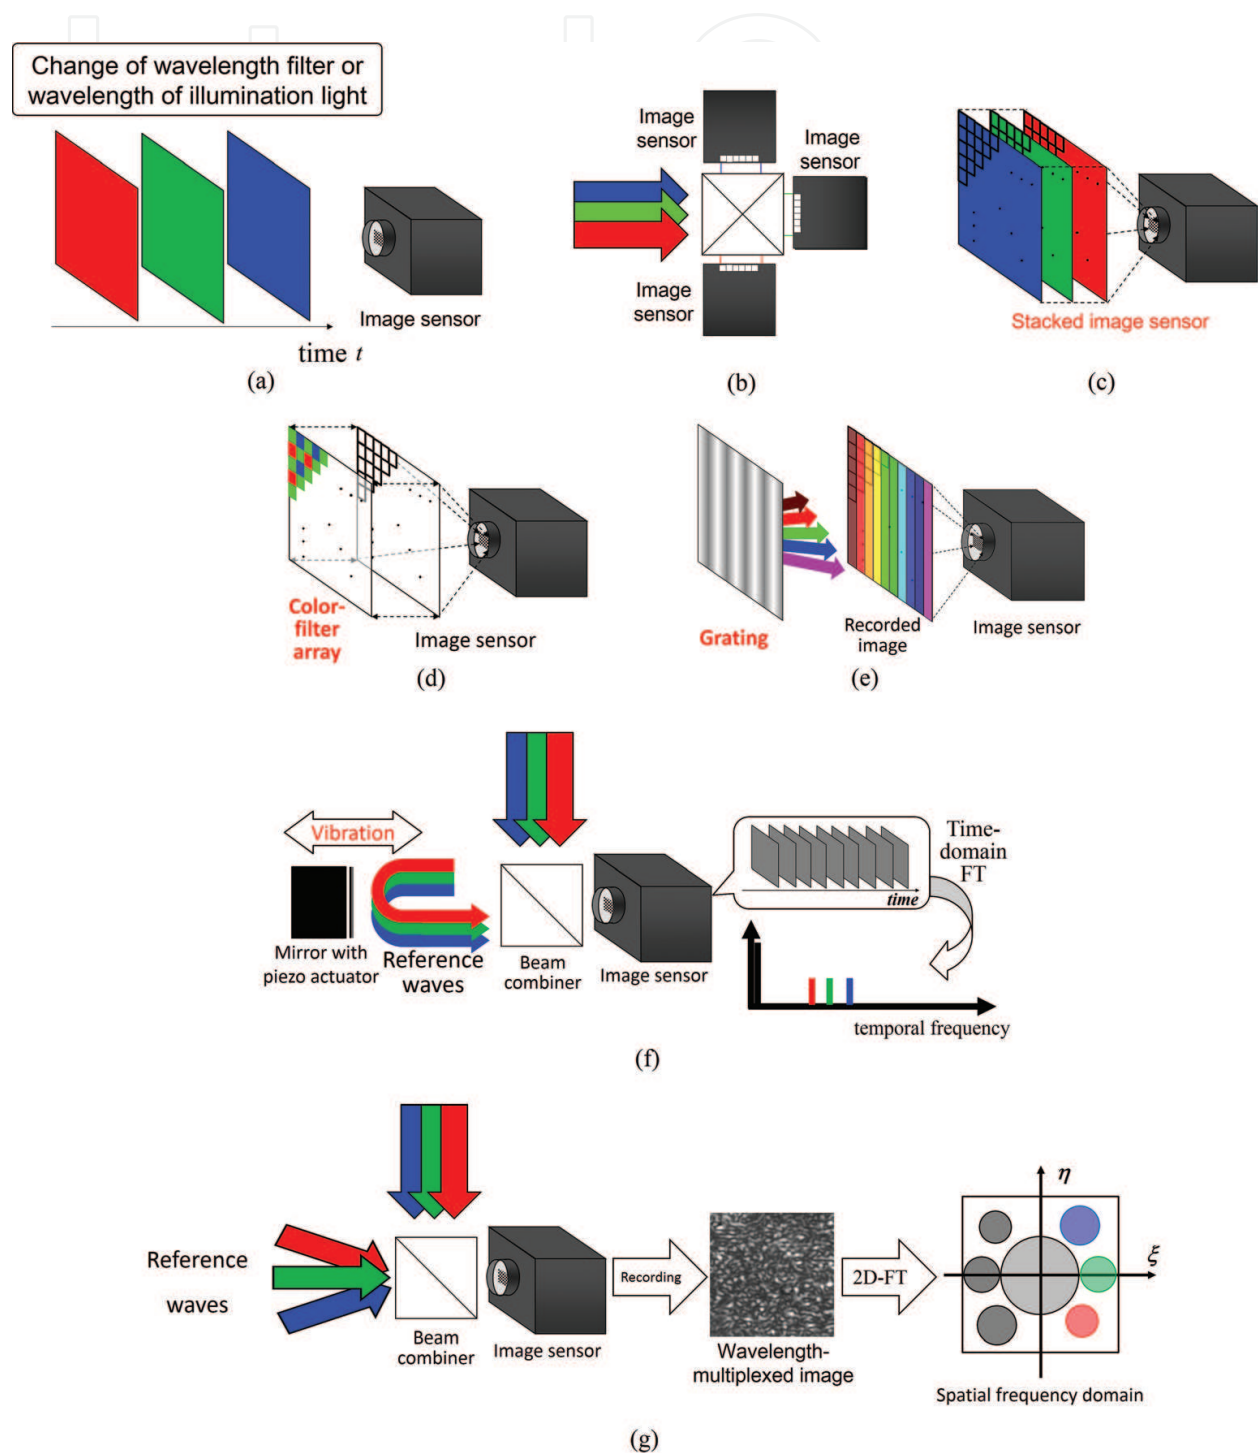 Change of wavelength filter or
wavelength of illumination light
Image sensor
time t
(a)
Image
sensor
Image
sensor
Image
sensor
(b)
Stacked image sensor
(c)
Color-
filter
array
Image sensor
(d)
Grating
Recorded
image
Image sensor
(e)
Vibration
Mirror with
piezo actuator
Reference
waves
Beam
combiner
Image sensor
time
Time-
domain
FT
temporal frequency
(f)
Reference
waves
Beam
combiner
Image sensor
Recording
Wavelength-
multiplexed image
2D-FT
η
ξ
Spatial frequency domain
(g)